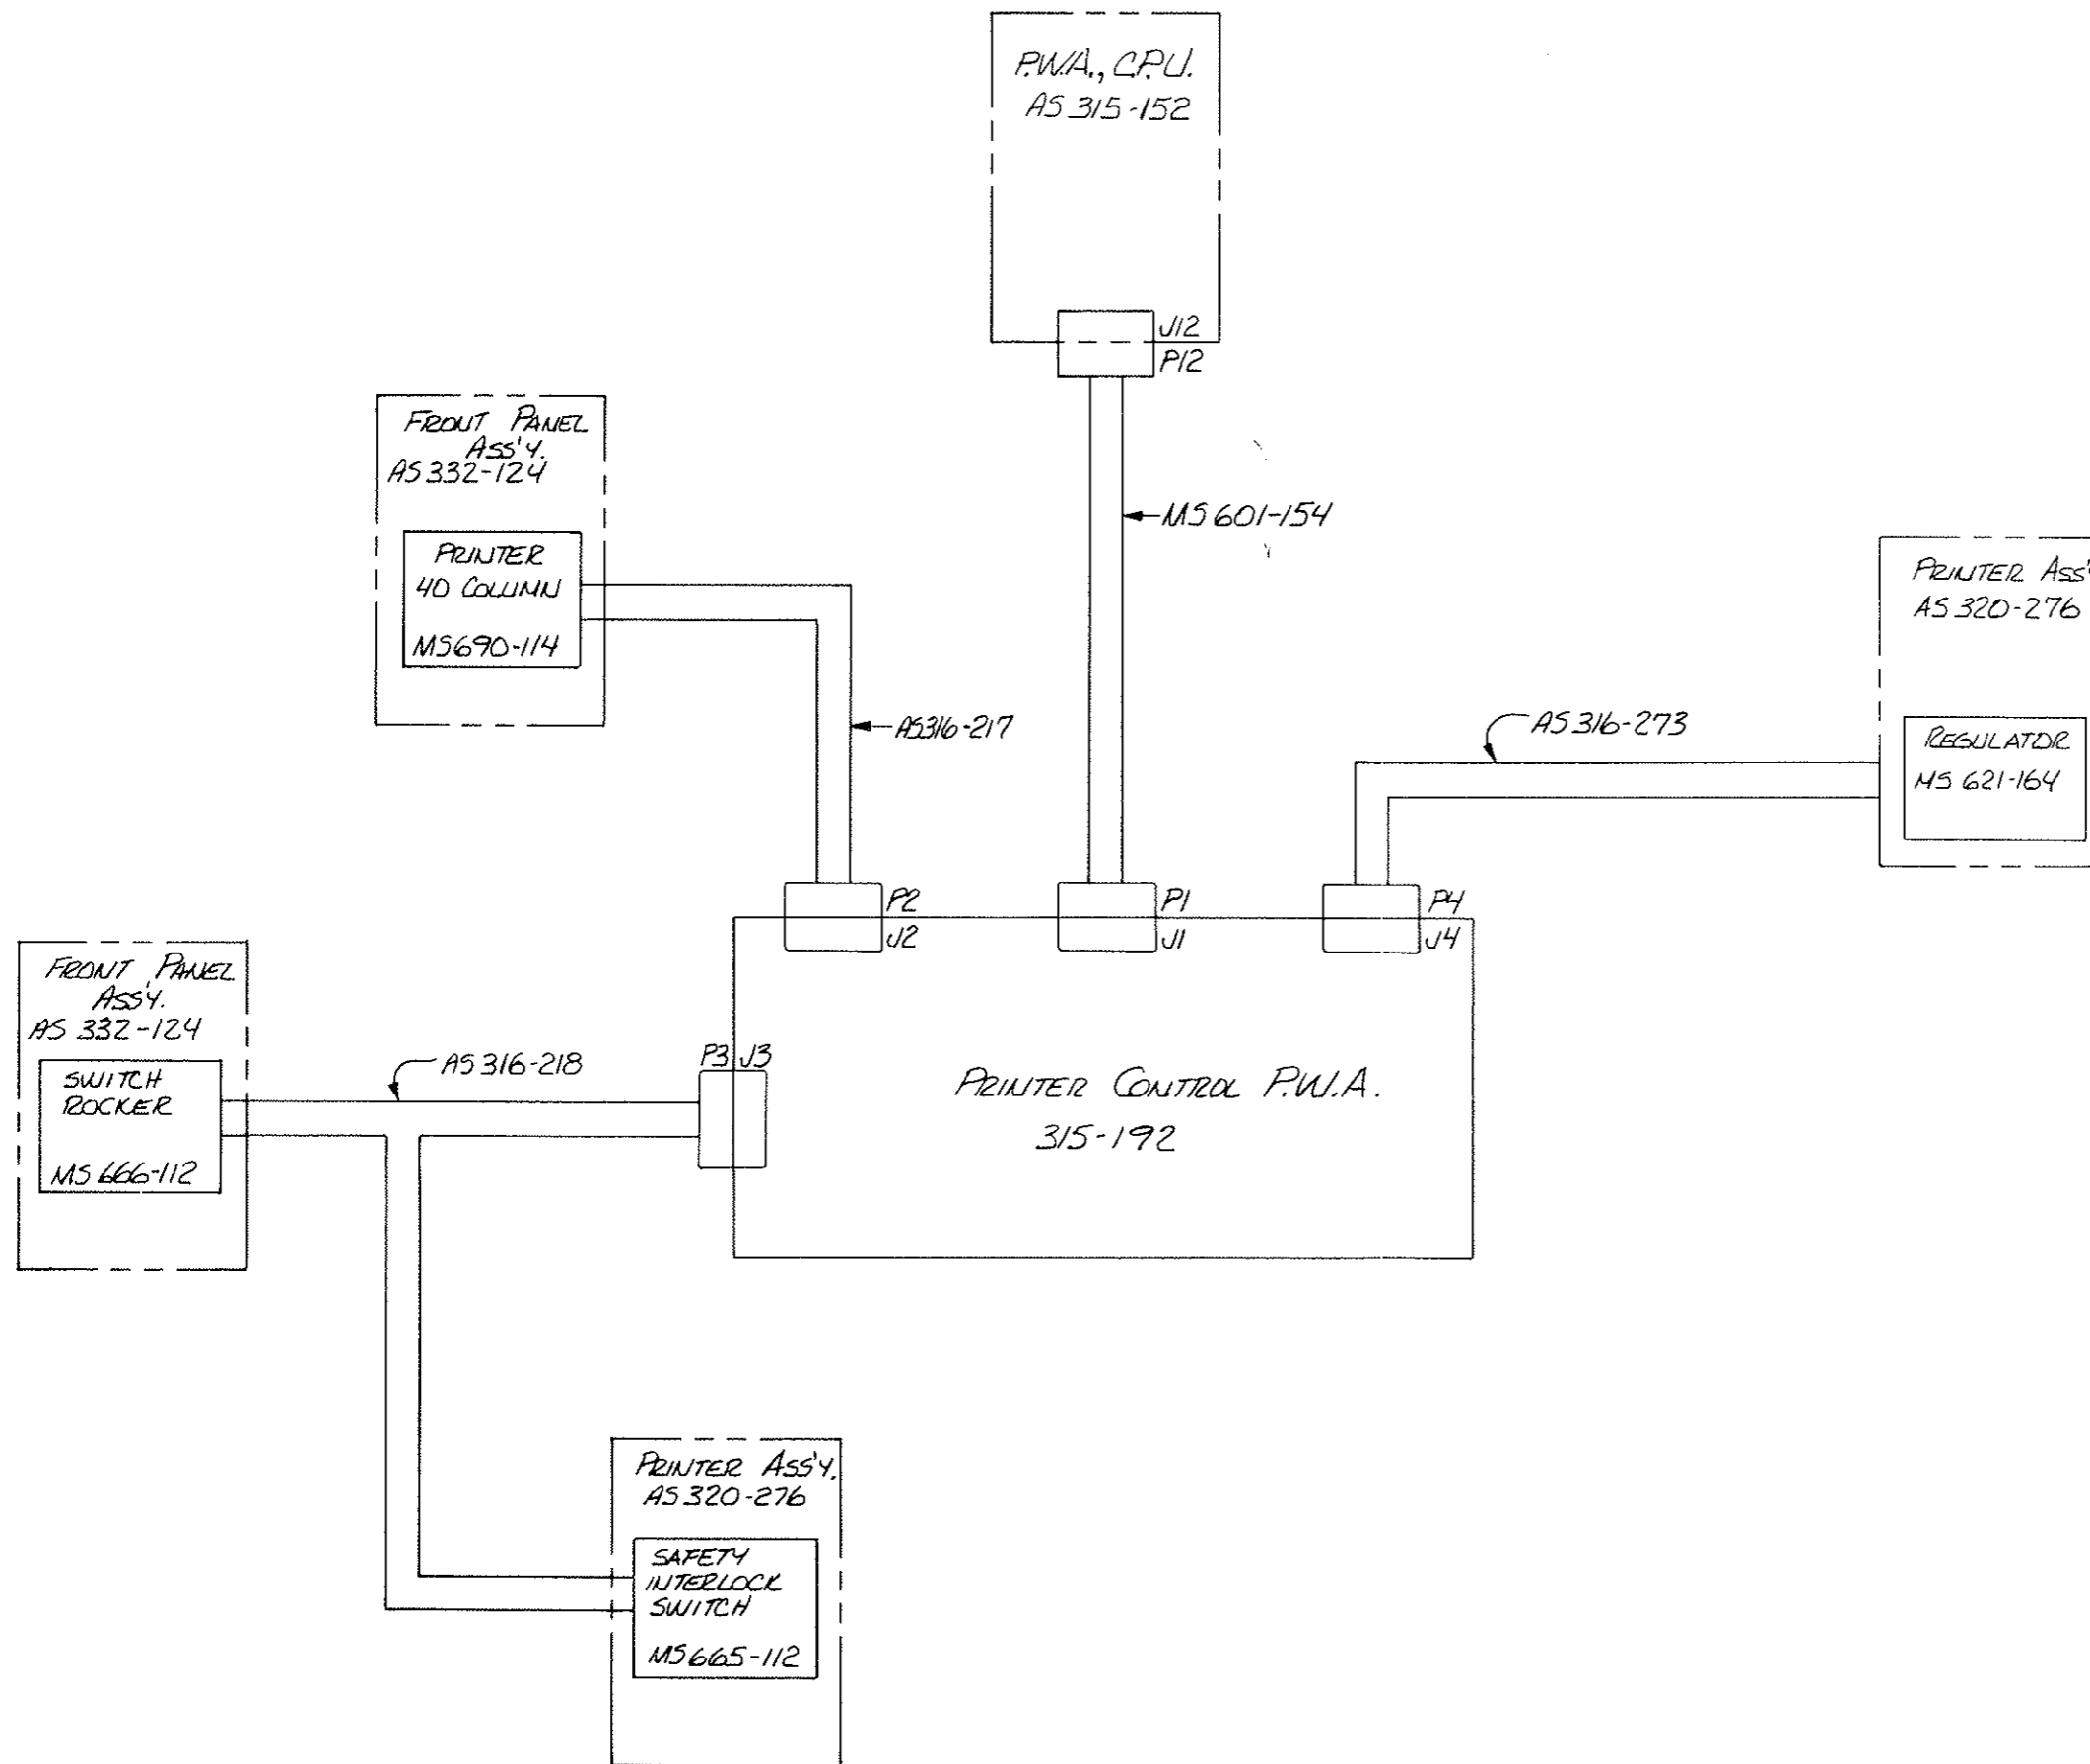 P.W.A., C.P.U.
AS 315-152
J12
P12
FRONT PANEL
ASS'Y.
AS 332-124
PRINTER
40 COLUMN
MS690-114
MS 601-154
PRINTER ASS'Y
AS 320-276
REGULATOR
MS 621-164
AS316-217
AS 316-273
P2
J2
P1
J1
P4
J4
FRONT PANEL
ASS'Y.
AS 332-124
SWITCH
ROCKER
MS 666-112
AS 316-218
P3 J3
PRINTER CONTROL P.W.A.
315-192
PRINTER ASS'Y.
AS 320-276
SAFETY
INTERLOCK
SWITCH
MS 665-112